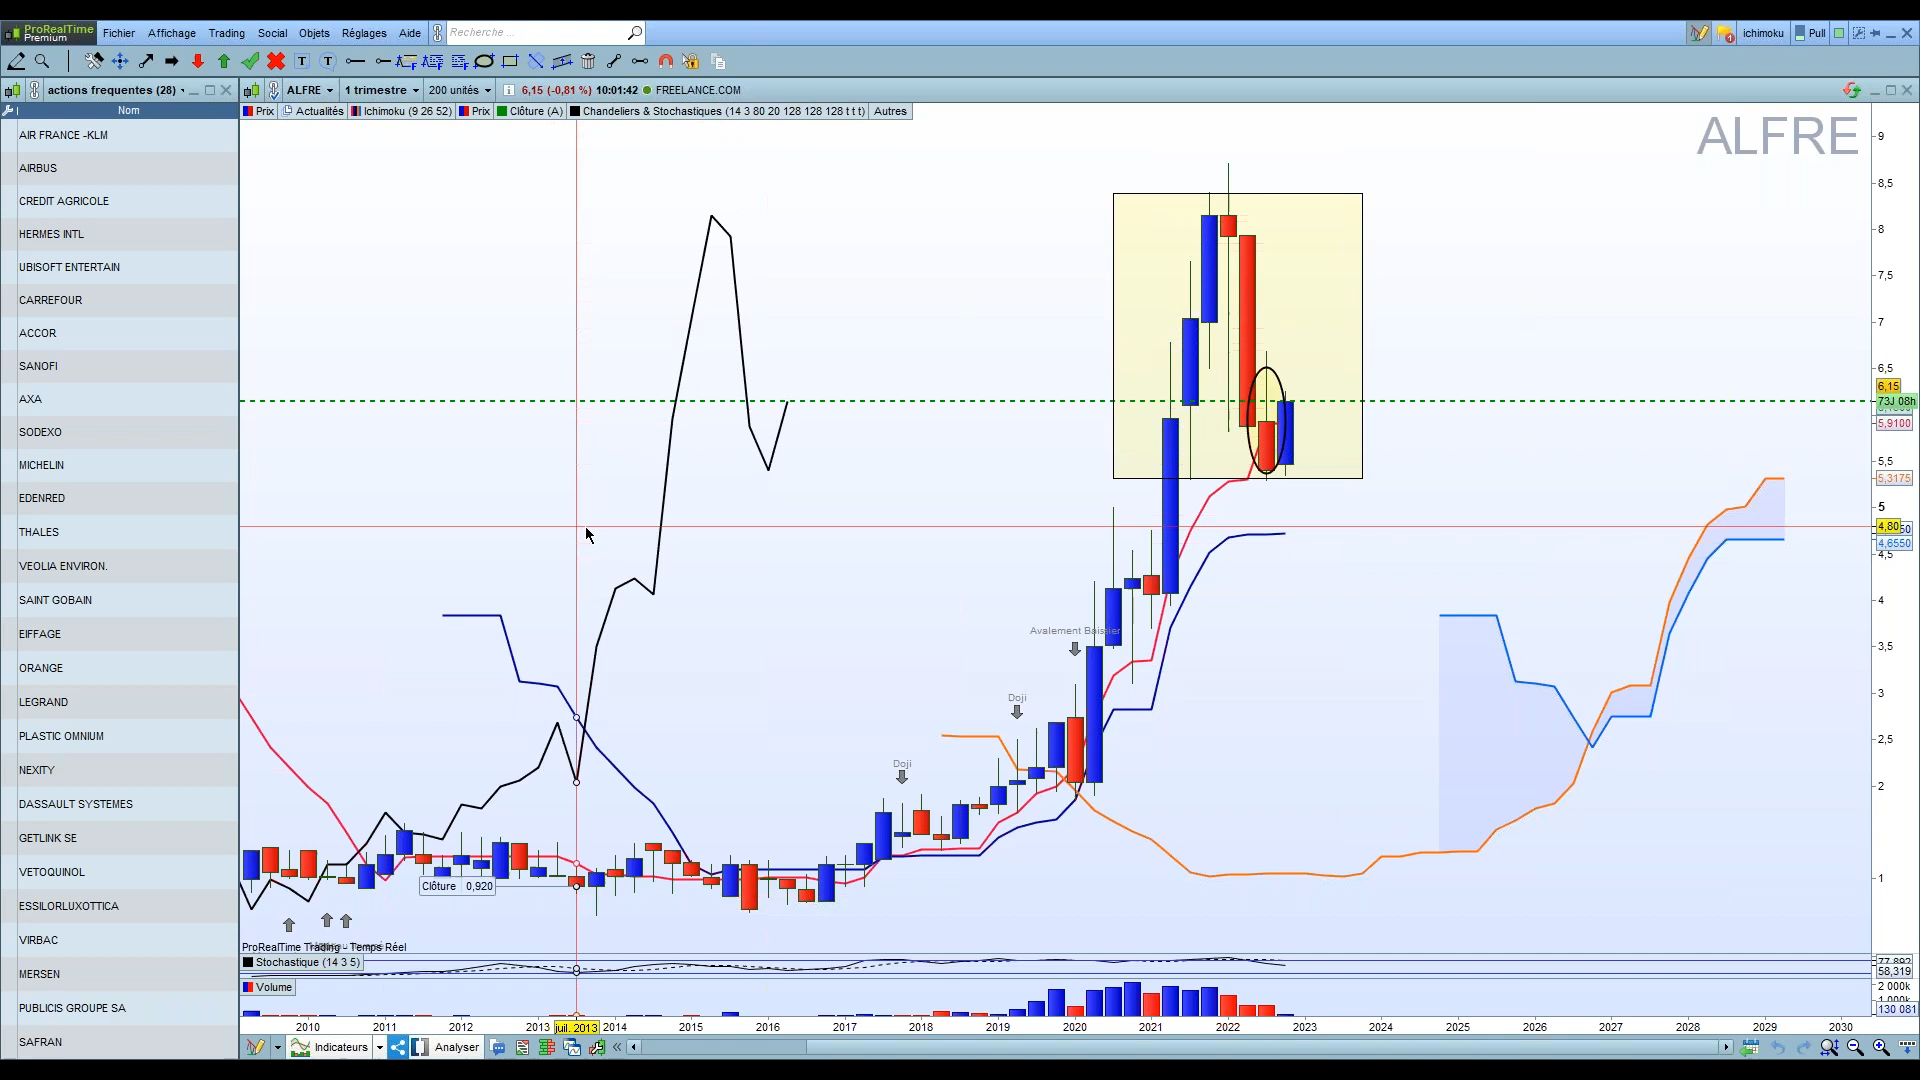 ProRealTime
Premium
Fichier
Affichage
Trading
Social
Objets
Réglages
Aide
Recherche ...
ichimoku
Pull
actions frequentes (28)
ALFRE
1 trimestre
200 unités
6,15 (-0,81 %) 10:01:42
FREELANCE.COM
Nom
Prix
Actualités
Ichimoku (9 26 52)
Prix
Clôture (A)
Chandeliers & Stochastiques (14 3 80 20 128 128 128 t t t)
Autres
AIR FRANCE -KLM
AIRBUS
CREDIT AGRICOLE
HERMES INTL
UBISOFT ENTERTAIN
CARREFOUR
ACCOR
SANOFI
AXA
SODEXO
MICHELIN
EDENRED
THALES
VEOLIA ENVIRON.
SAINT GOBAIN
EIFFAGE
ORANGE
LEGRAND
PLASTIC OMNIUM
NEXITY
DASSAULT SYSTEMES
GETLINK SE
VETOQUINOL
ESSILORLUXOTTICA
VIRBAC
MERSEN
PUBLICIS GROUPE SA
SAFRAN
ALFRE
9
8,5
8
7,5
7
6,5
6,15
73J 08h
5,9100
5,5
5,3175
5
4,80
4,6550
4,5
4
3,5
3
2,5
2
1
Avalement Baissier
Doji
Doji
Clôture 0,920
ProRealTime Trading - Temps Réel
Stochastique (14 3 5)
77,892
58,319
Volume
2 000k
1 000k
130 081
2010
2011
2012
2013
juil. 2013
2014
2015
2016
2017
2018
2019
2020
2021
2022
2023
2024
2025
2026
2027
2028
2029
2030
Indicateurs
Analyser